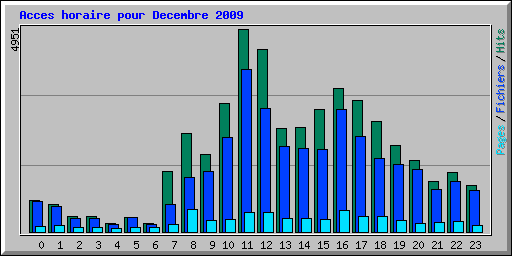 Acces horaire pour Decembre 2009
4951
Pages / Fichiers / Hits
0 1 2 3 4 5 6 7 8 9 10 11 12 13 14 15 16 17 18 19 20 21 22 23